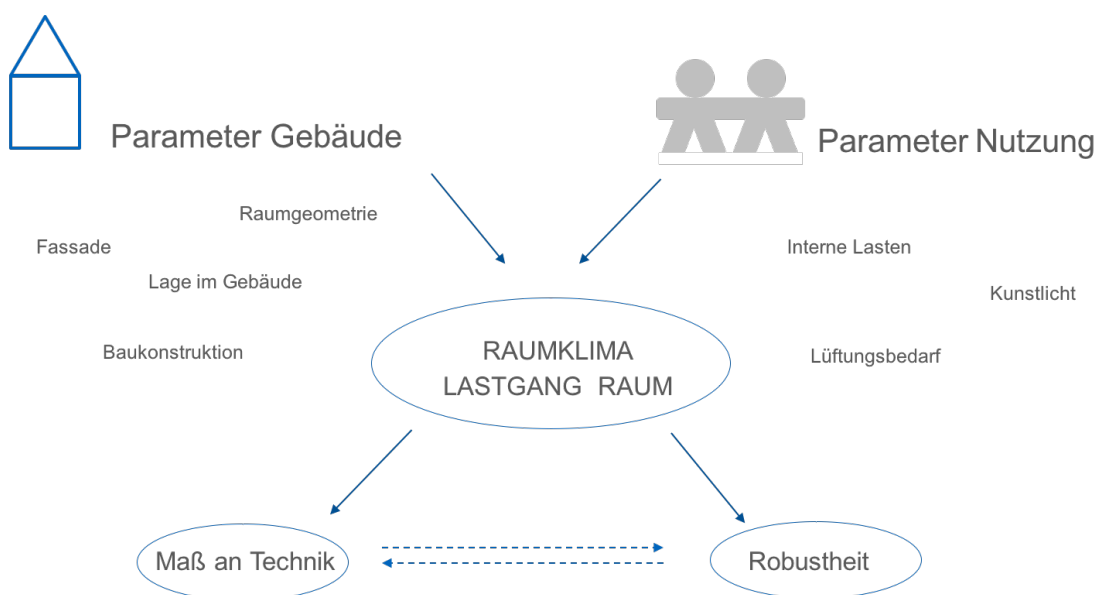 Parameter Gebäude
Parameter Nutzung
Raumgeometrie
Fassade
Lage im Gebäude
Baukonstruktion
Interne Lasten
Kunstlicht
Lüftungsbedarf
RAUMKLIMA
LASTGANG RAUM
Maß an Technik
Robustheit